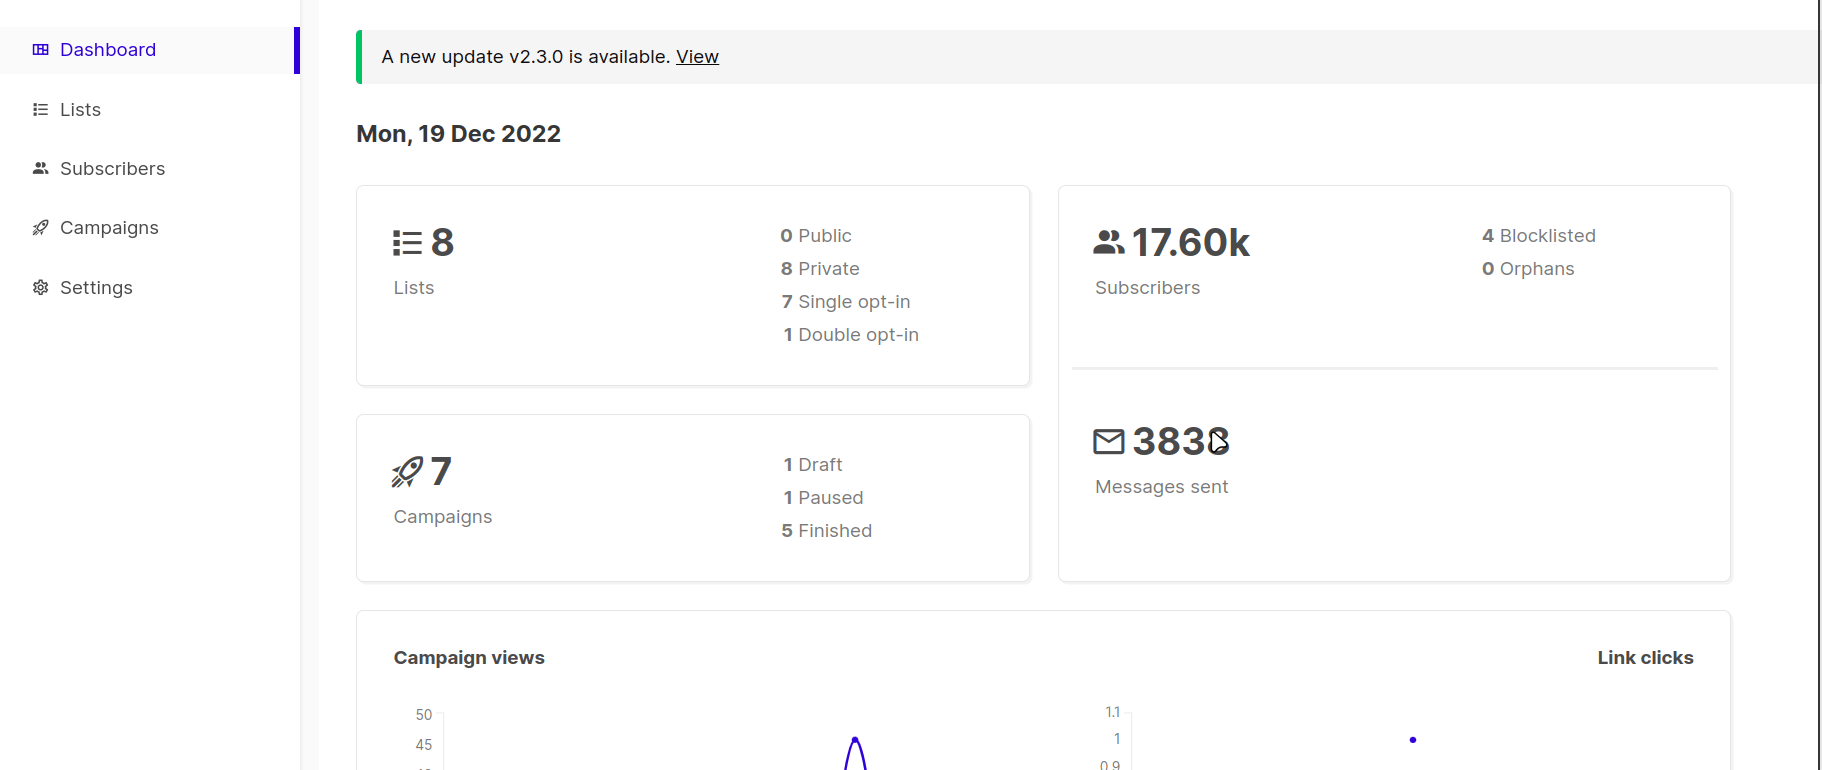 Dashboard
Lists
Subscribers
Campaigns
Settings
A new update v2.3.0 is available. View
Mon, 19 Dec 2022
8
Lists
0 Public
8 Private
7 Single opt-in
1 Double opt-in
17.60k
Subscribers
4 Blocklisted
0 Orphans
7
Campaigns
1 Draft
1 Paused
5 Finished
3838
Messages sent
Campaign views
Link clicks
50
45
1.1
1
0.9